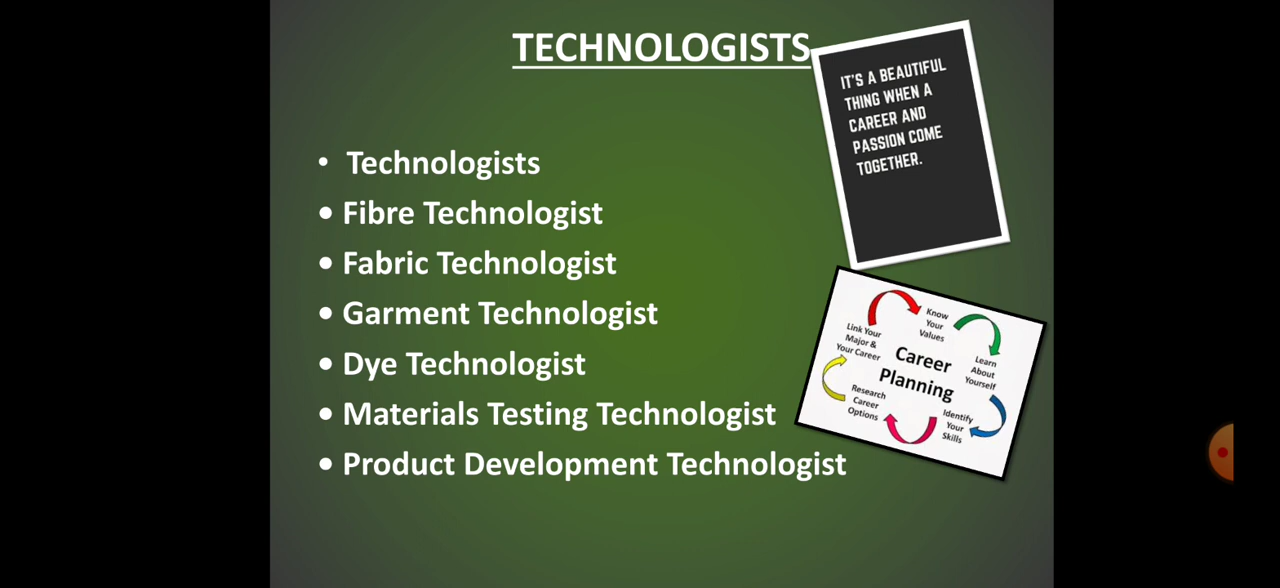 TECHNOLOGISTS
• Technologists
• Fibre Technologist
• Fabric Technologist
• Garment Technologist
• Dye Technologist
• Materials Testing Technologist
• Product Development Technologist
IT'S A BEAUTIFUL
THING WHEN A
CAREER AND
PASSION COME
TOGETHER.
Career
Planning
Know
Your
Values
Learn
About
Yourself
Identify
Your
Skills
Research
Career
Options
Link Your
Major &
Your Career